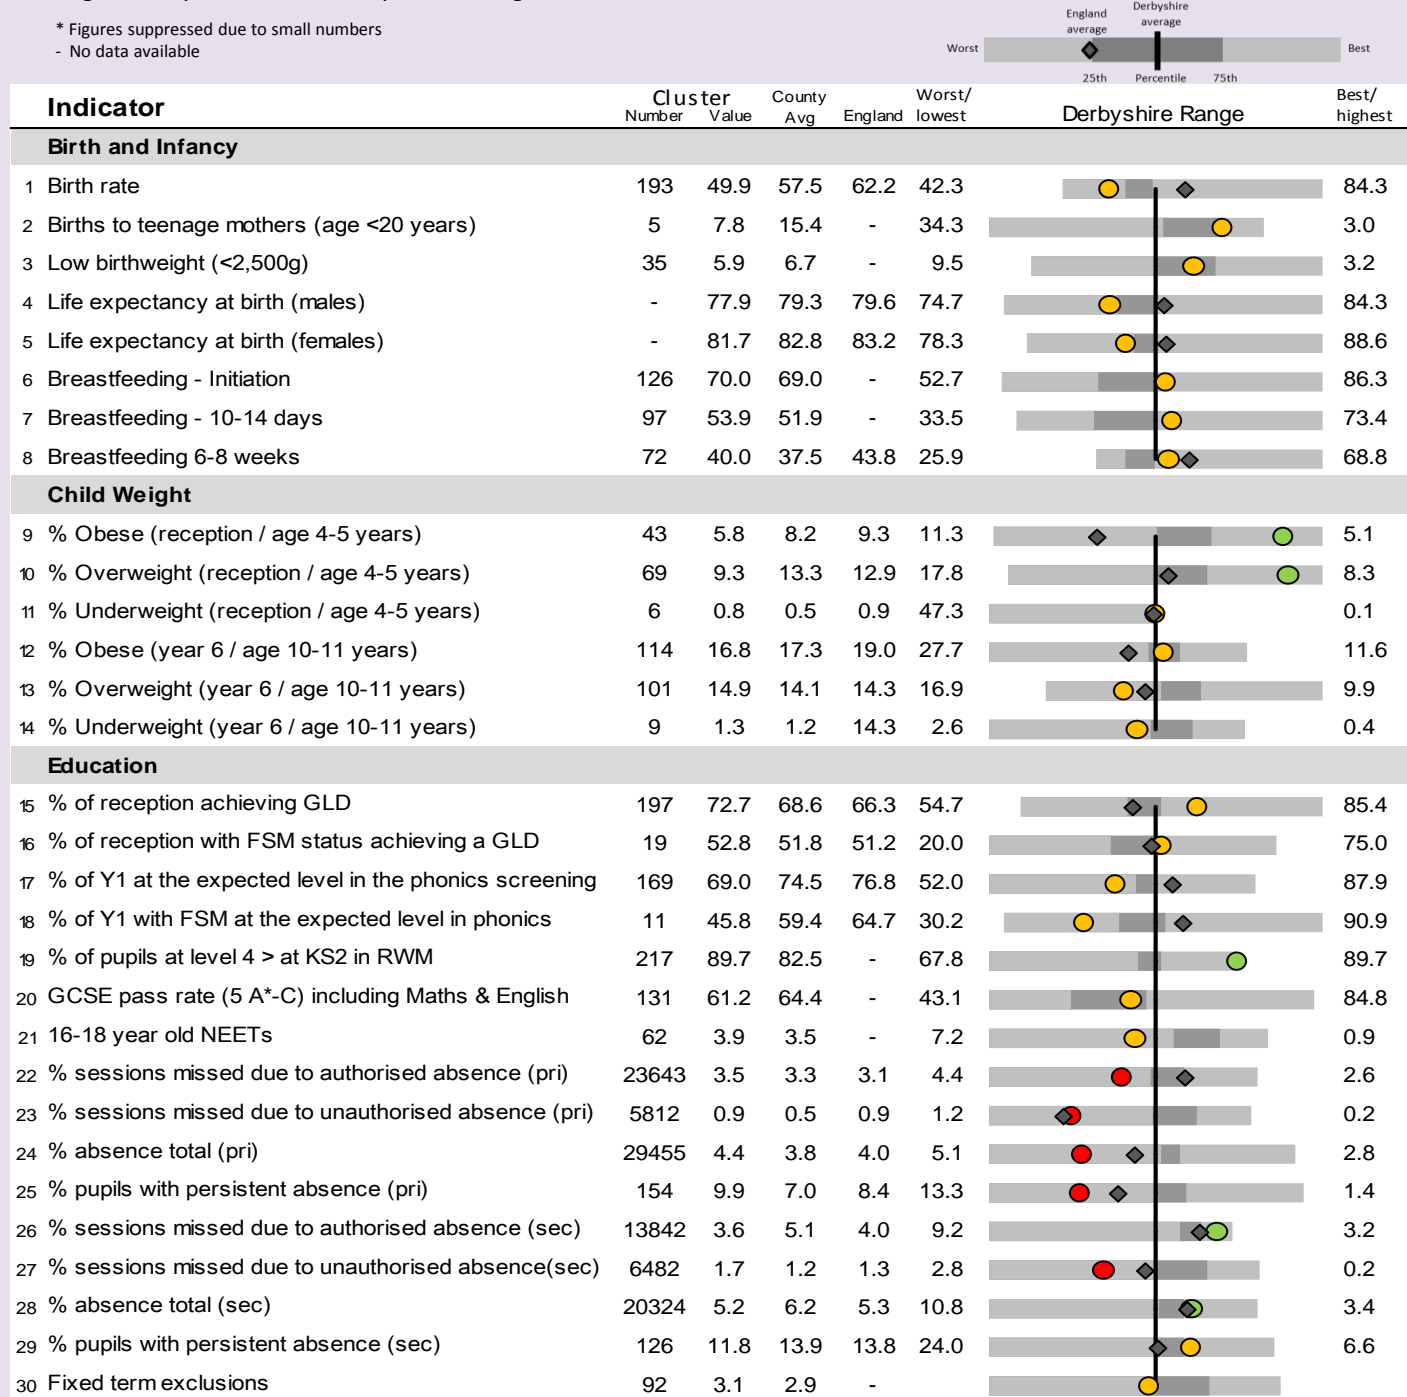 * Figures suppressed due to small numbers
- No data available
England average
Derbyshire average
Worst
Best
25th Percentile 75th
Indicator Cluster Number Value County Avg England Worst/ lowest Derbyshire Range Best/ highest
Birth and Infancy
1 Birth rate 193 49.9 57.5 62.2 42.3 84.3
2 Births to teenage mothers (age <20 years) 5 7.8 15.4 - 34.3 3.0
3 Low birthweight (<2,500g) 35 5.9 6.7 - 9.5 3.2
4 Life expectancy at birth (males) - 77.9 79.3 79.6 74.7 84.3
5 Life expectancy at birth (females) - 81.7 82.8 83.2 78.3 88.6
6 Breastfeeding - Initiation 126 70.0 69.0 - 52.7 86.3
7 Breastfeeding - 10-14 days 97 53.9 51.9 - 33.5 73.4
8 Breastfeeding 6-8 weeks 72 40.0 37.5 43.8 25.9 68.8
Child Weight
9 % Obese (reception / age 4-5 years) 43 5.8 8.2 9.3 11.3 5.1
10 % Overweight (reception / age 4-5 years) 69 9.3 13.3 12.9 17.8 8.3
11 % Underweight (reception / age 4-5 years) 6 0.8 0.5 0.9 47.3 0.1
12 % Obese (year 6 / age 10-11 years) 114 16.8 17.3 19.0 27.7 11.6
13 % Overweight (year 6 / age 10-11 years) 101 14.9 14.1 14.3 16.9 9.9
14 % Underweight (year 6 / age 10-11 years) 9 1.3 1.2 14.3 2.6 0.4
Education
15 % of reception achieving GLD 197 72.7 68.6 66.3 54.7 85.4
16 % of reception with FSM status achieving a GLD 19 52.8 51.8 51.2 20.0 75.0
17 % of Y1 at the expected level in the phonics screening 169 69.0 74.5 76.8 52.0 87.9
18 % of Y1 with FSM at the expected level in phonics 11 45.8 59.4 64.7 30.2 90.9
19 % of pupils at level 4 > at KS2 in RWM 217 89.7 82.5 - 67.8 89.7
20 GCSE pass rate (5 A*-C) including Maths & English 131 61.2 64.4 - 43.1 84.8
21 16-18 year old NEETs 62 3.9 3.5 - 7.2 0.9
22 % sessions missed due to authorised absence (pri) 23643 3.5 3.3 3.1 4.4 2.6
23 % sessions missed due to unauthorised absence (pri) 5812 0.9 0.5 0.9 1.2 0.2
24 % absence total (pri) 29455 4.4 3.8 4.0 5.1 2.8
25 % pupils with persistent absence (pri) 154 9.9 7.0 8.4 13.3 1.4
26 % sessions missed due to authorised absence (sec) 13842 3.6 5.1 4.0 9.2 3.2
27 % sessions missed due to unauthorised absence(sec) 6482 1.7 1.2 1.3 2.8 0.2
28 % absence total (sec) 20324 5.2 6.2 5.3 10.8 3.4
29 % pupils with persistent absence (sec) 126 11.8 13.9 13.8 24.0 6.6
30 Fixed term exclusions 92 3.1 2.9 -